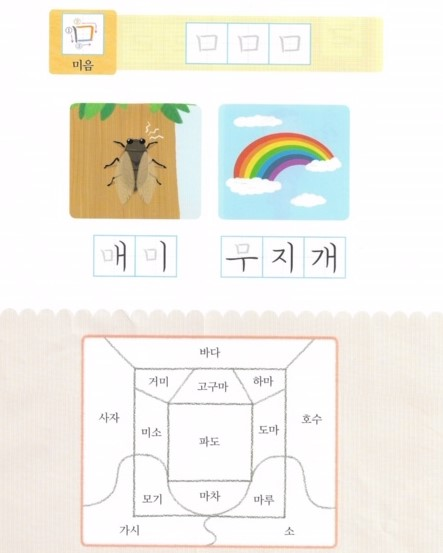 미음
ㅁ ㅁ ㅁ
매미
무지개
바다
거미 고구마 하마
사자 미소 파도 도마 호수
모기 마차 마루
가시 소